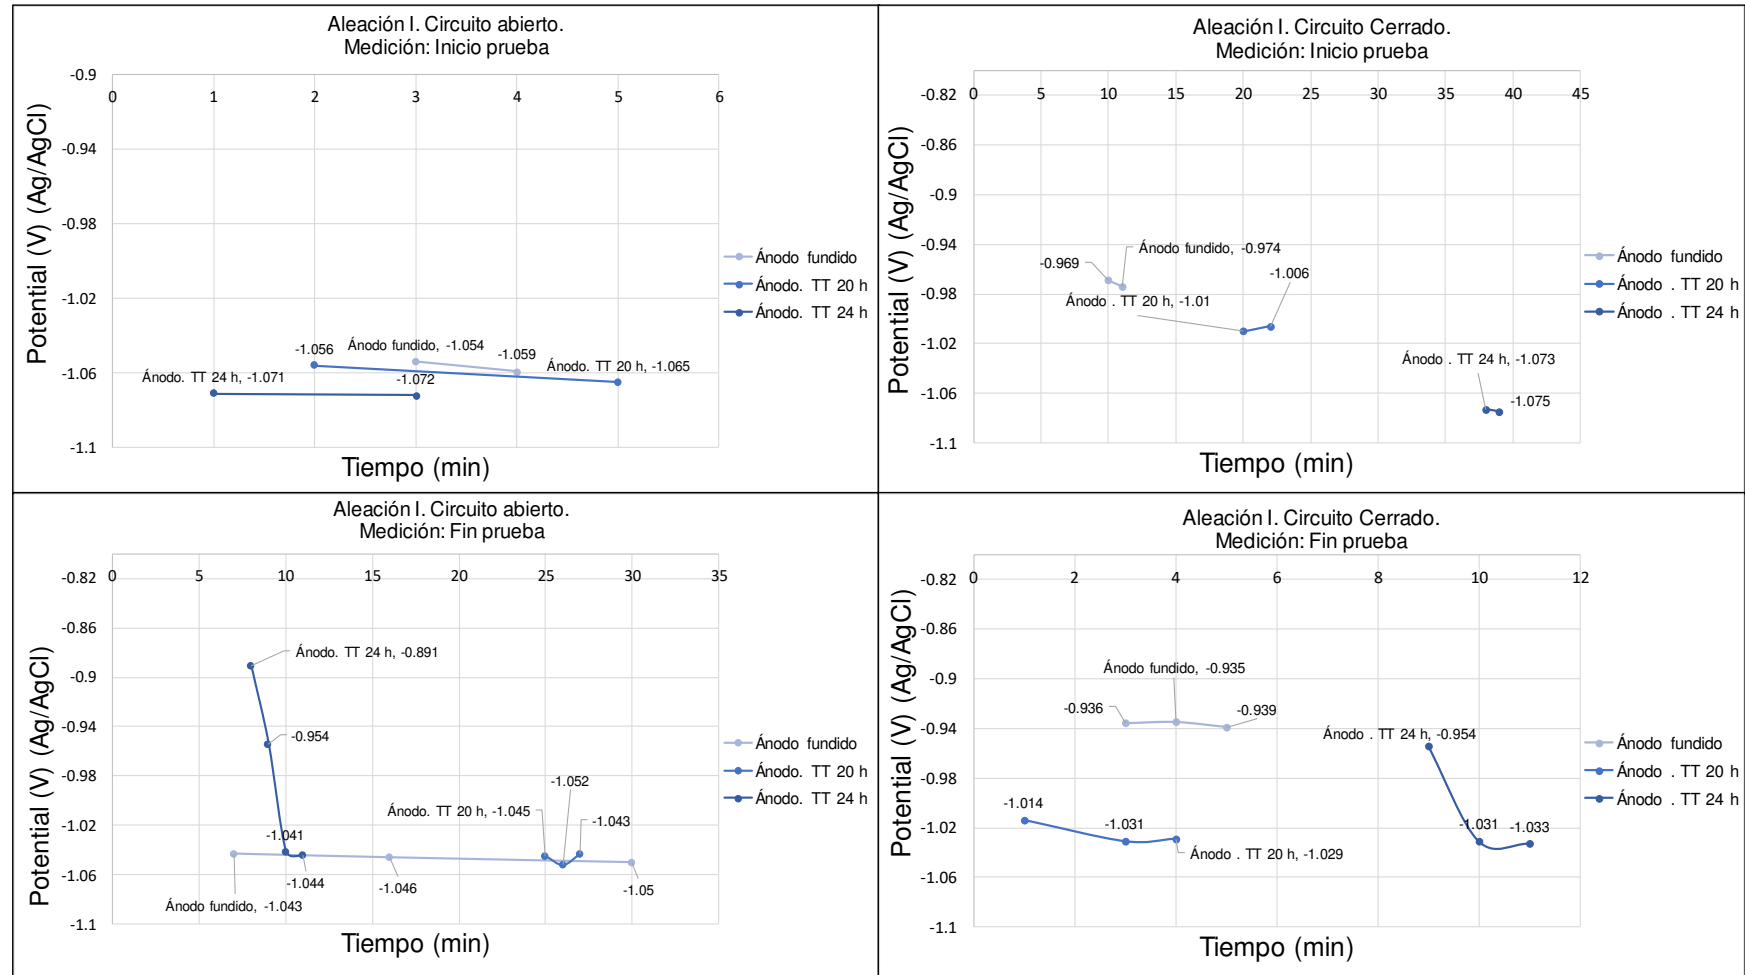 Aleación I. Circuito abierto.
Medición: Inicio prueba
-0.9
0 1 2 3 4 5 6
-0.94
-0.98
-1.02
-1.06
-1.1
Potential (V) (Ag/AgCl)
Tiempo (min)
Ánodo. TT 24 h, -1.071
-1.056
Ánodo fundido, -1.054
-1.072
-1.059
Ánodo. TT 20 h, -1.065
Ánodo fundido
Ánodo. TT 20 h
Ánodo. TT 24 h
Aleación I. Circuito Cerrado.
Medición: Inicio prueba
-0.82 0 5 10 15 20 25 30 35 40 45
-0.86
-0.9
-0.94
-0.98
-1.02
-1.06
-1.1
Potential (V) (Ag/AgCl)
Tiempo (min)
Ánodo fundido, -0.974
-0.969
-1.006
Ánodo . TT 20 h, -1.01
Ánodo . TT 24 h, -1.073
-1.075
Ánodo fundido
Ánodo . TT 20 h
Ánodo . TT 24 h
Aleación I. Circuito abierto.
Medición: Fin prueba
-0.82 0 5 10 15 20 25 30 35
-0.86
-0.9
-0.94
-0.98
-1.02
-1.06
-1.1
Potential (V) (Ag/AgCl)
Tiempo (min)
Ánodo. TT 24 h, -0.891
-0.954
-1.052
Ánodo. TT 20 h, -1.045
-1.043
-1.041
-1.044
-1.046
-1.05
Ánodo fundido, -1.043
Ánodo fundido
Ánodo. TT 20 h
Ánodo. TT 24 h
Aleación I. Circuito Cerrado.
Medición: Fin prueba
-0.82 0 2 4 6 8 10 12
-0.86
-0.9
-0.94
-0.98
-1.02
-1.06
-1.1
Potential (V) (Ag/AgCl)
Tiempo (min)
Ánodo fundido, -0.935
-0.936
-0.939
Ánodo . TT 24 h, -0.954
-1.014
-1.031
-1.031
-1.033
Ánodo . TT 20 h, -1.029
Ánodo fundido
Ánodo . TT 20 h
Ánodo . TT 24 h